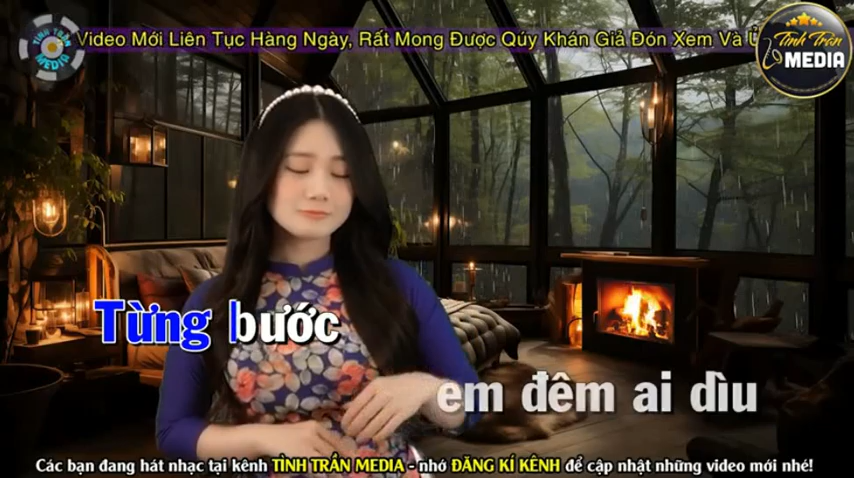 Video Mới Liên Tục Hàng Ngày, Rất Mong Được Qúy Khán Giả Đón Xem Và
TÌNH TRẦN
MEDIA
Tình Trần
MEDIA
Từng bước
em đêm ai dìu
Các bạn đang hát nhạc tại kênh TÌNH TRẦN MEDIA - nhớ ĐĂNG KÍ KÊNH để cập nhật những video mới nhé!